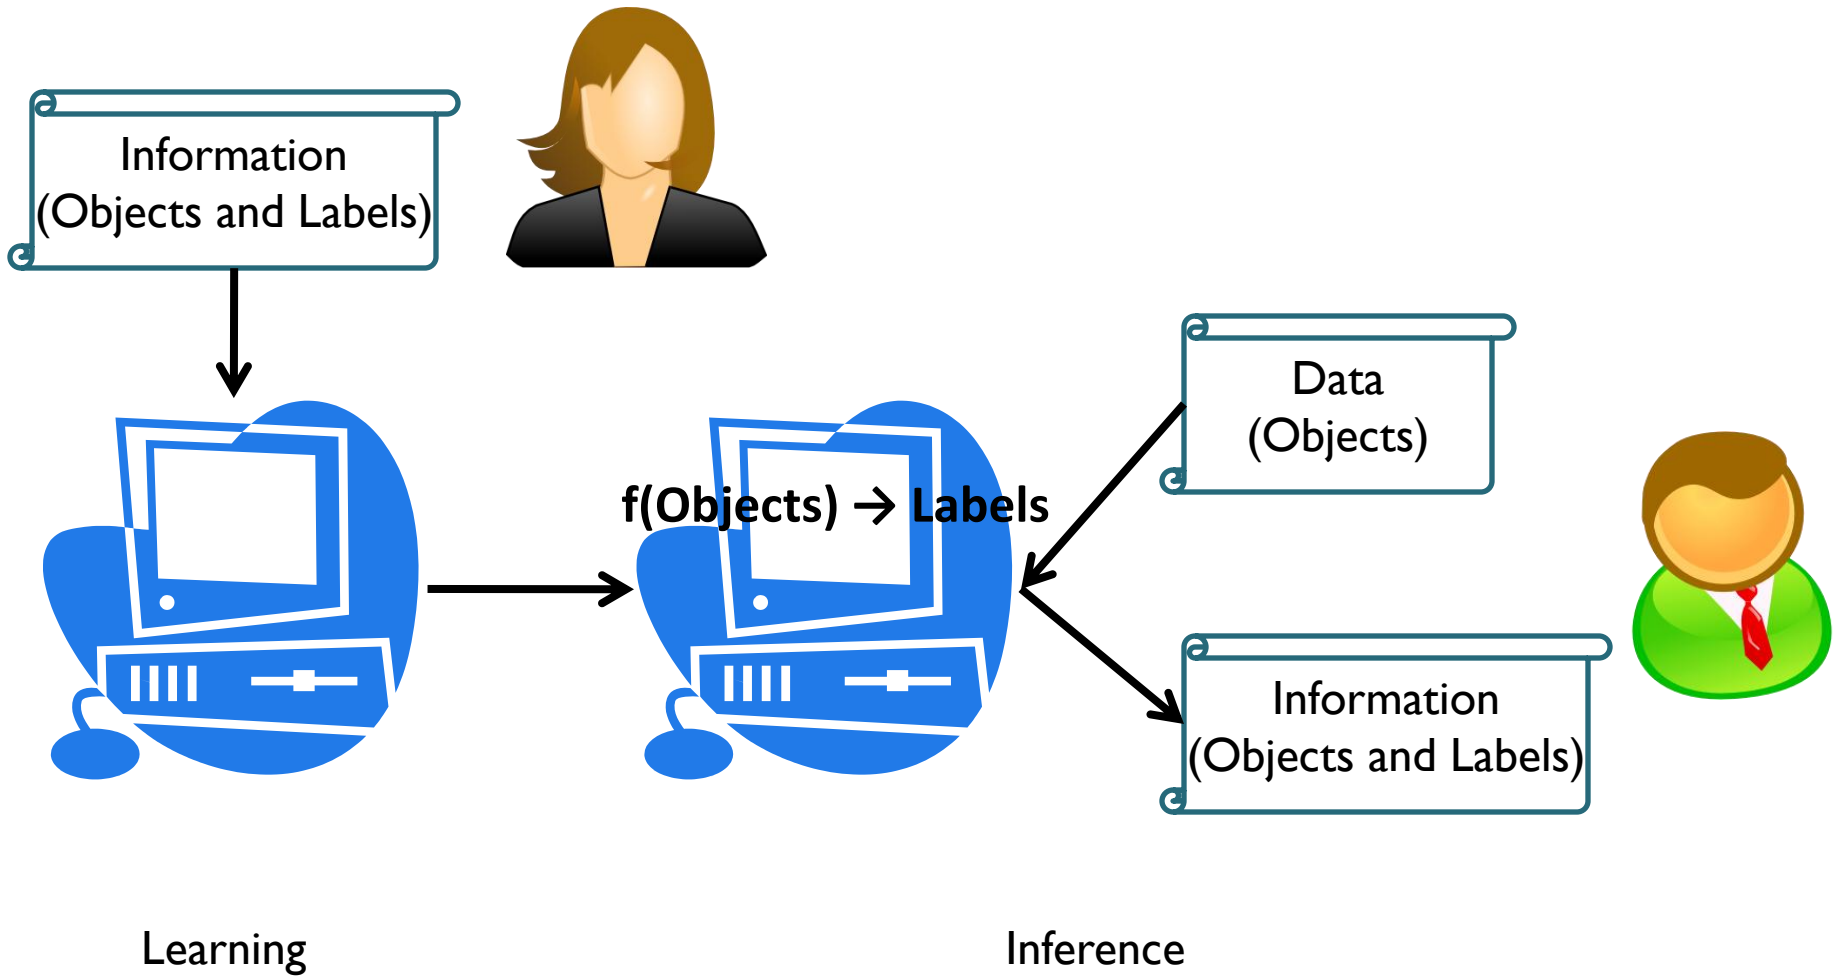 Information
(Objects and Labels)
Data
(Objects)
f(Objects) → Labels
Information
(Objects and Labels)
Learning
Inference